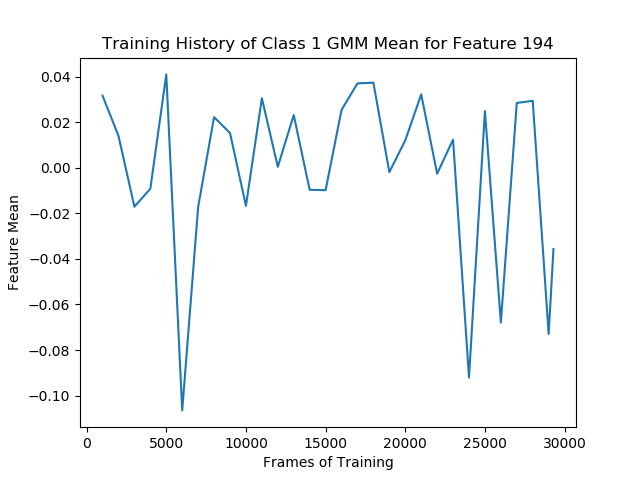 Training History of Class 1 GMM Mean for Feature 194
0.04
0.02
0.00
−0.02
−0.04
−0.06
−0.08
−0.10
Feature Mean
0 5000 10000 15000 20000 25000 30000
Frames of Training